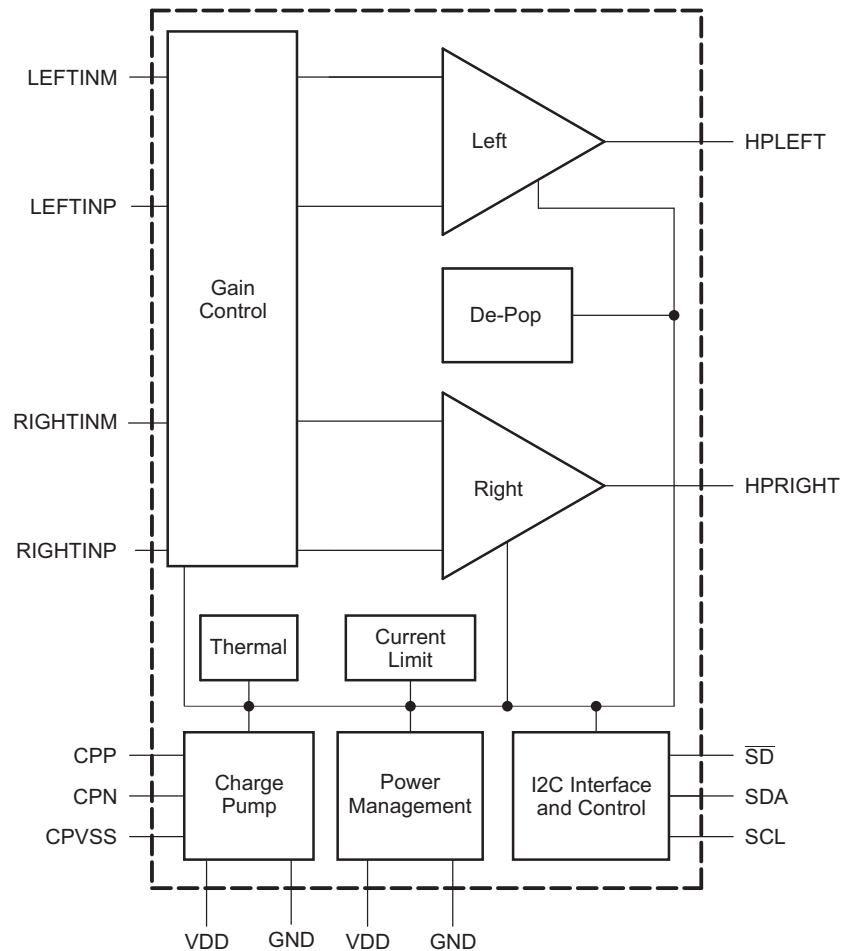 LEFTINM
Left
HPLEFT
LEFTINP
Gain
Control
De-Pop
RIGHTINM
Right
HPRIGHT
RIGHTINP
Thermal
Current
Limit
CPP
CPN
CPVSS
Charge
Pump
Power
Management
I2C Interface
and Control
S̅D̅
SDA
SCL
VDD
GND
VDD
GND